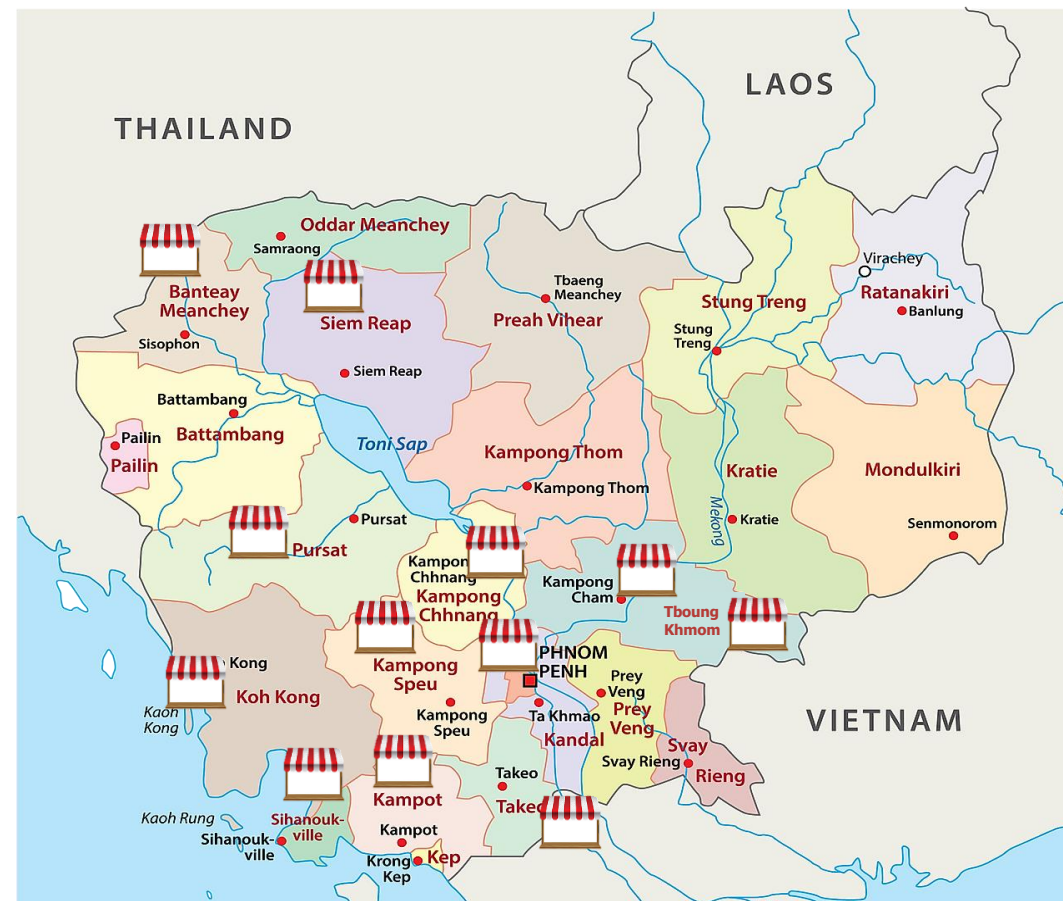 LAOS
THAILAND
Oddar Meanchey
Samraong
Virachey
Banteay
Meanchey
Tbaeng
Meanchey
Stung Treng
Ratanakiri
Banlung
Siem Reap
Preah Vihear
Sisophon
Stung
Treng
Siem Reap
Battambang
Battambang
Toni Sap
Pailin
Pailin
Kampong Thom
Kampong Thom
Kratie
Mondulkiri
Mekong
Pursat
Pursat
Kratie
Senmonorom
Kampon
Chhnang
Kampong
Chhnang
Kampong
Cham
Tboung
Khmom
PHNOM
PENH
Kong
Koh Kong
Kampong
Speu
Kampong
Speu
Prey
Veng
Prey
Veng
Kaoh
Kong
Ta Khmao
Kandal
VIETNAM
Svay
Rieng
Svay Rieng
Takeo
Takeo
Kampot
Kampot
Kaoh Rung
Sihanouk-
ville
Sihanouk-
ville
Krong
Kep
Kep